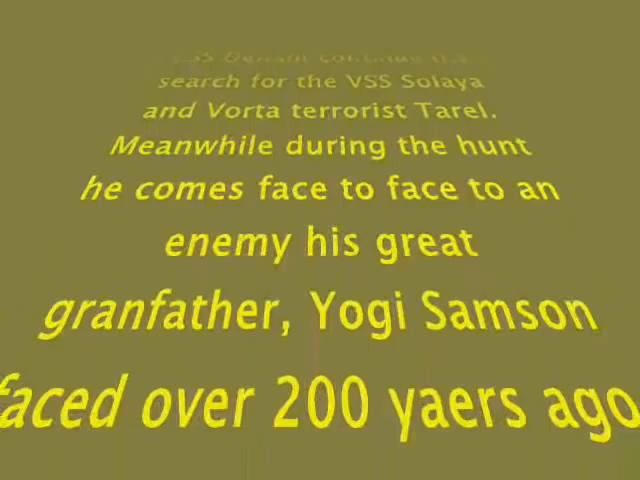 search for the VSS Solaya
and Vorta terrorist Tarel.
Meanwhile during the hunt
he comes face to face to an
enemy his great
granfather, Yogi Samson
faced over 200 yaers ago